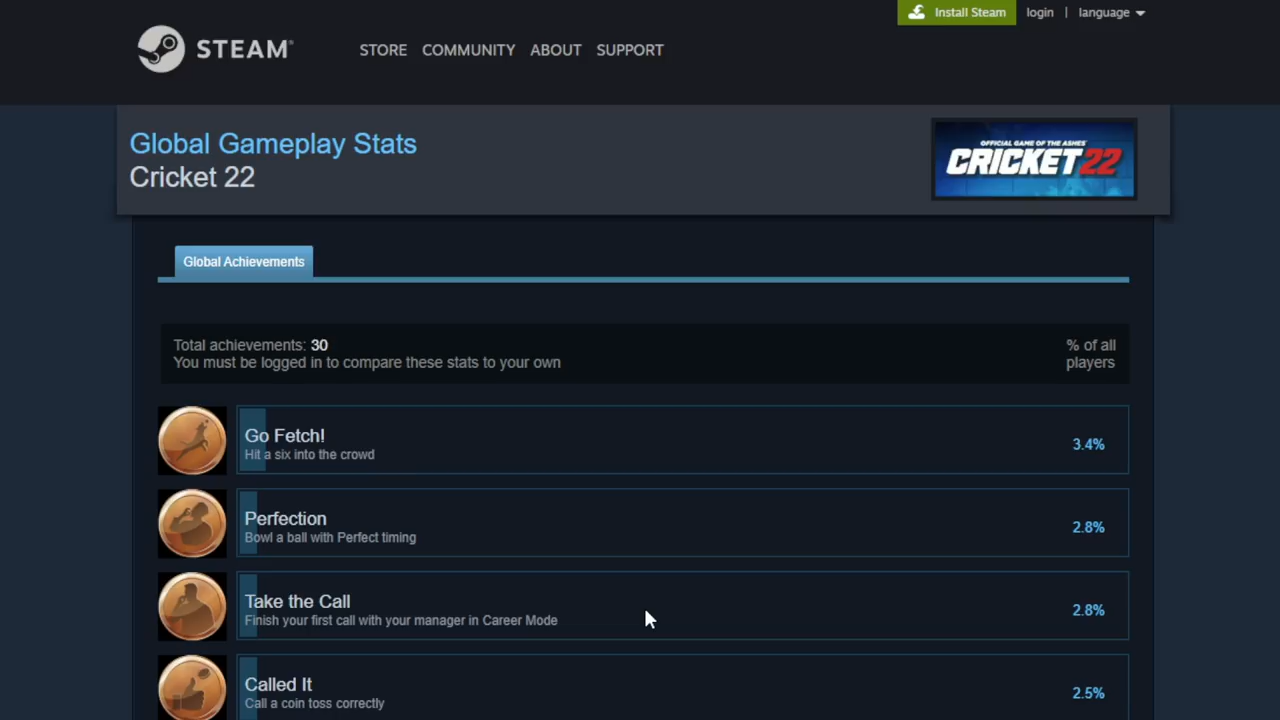 Install Steam
login | language
STEAM®
STORE COMMUNITY ABOUT SUPPORT
Global Gameplay Stats
Cricket 22
OFFICIAL GAME OF THE ASHES
CRICKET 22
Global Achievements
Total achievements: 30
You must be logged in to compare these stats to your own
% of all
players
Go Fetch!
Hit a six into the crowd
3.4%
Perfection
Bowl a ball with Perfect timing
2.8%
Take the Call
Finish your first call with your manager in Career Mode
2.8%
Called It
Call a coin toss correctly
2.5%